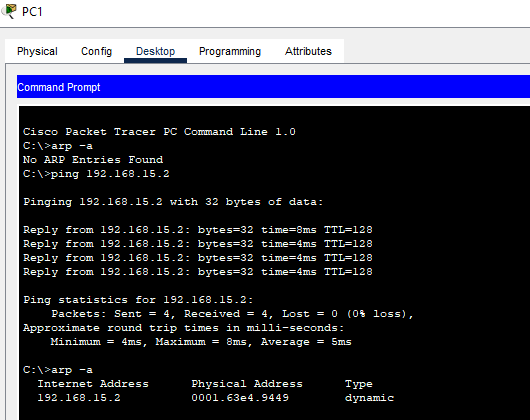 PC1
Physical Config Desktop Programming Attributes
Command Prompt
Cisco Packet Tracer PC Command Line 1.0
C:\>arp -a
No ARP Entries Found
C:\>ping 192.168.15.2
Pinging 192.168.15.2 with 32 bytes of data:
Reply from 192.168.15.2: bytes=32 time=8ms TTL=128
Reply from 192.168.15.2: bytes=32 time=4ms TTL=128
Reply from 192.168.15.2: bytes=32 time=4ms TTL=128
Reply from 192.168.15.2: bytes=32 time=4ms TTL=128
Ping statistics for 192.168.15.2:
Packets: Sent = 4, Received = 4, Lost = 0 (0% loss),
Approximate round trip times in milli-seconds:
Minimum = 4ms, Maximum = 8ms, Average = 5ms
C:\>arp -a
Internet Address Physical Address Type
192.168.15.2 0001.63e4.9449 dynamic